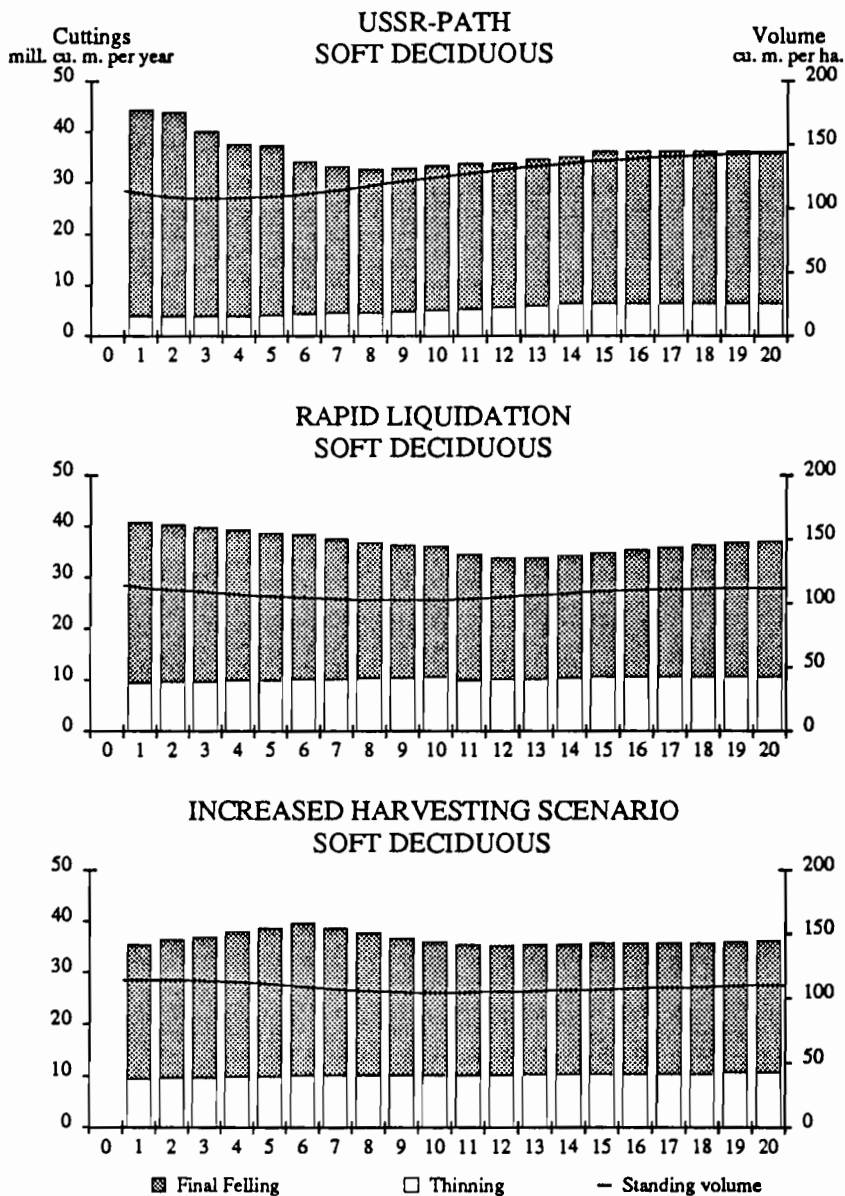 USSR-PATH
SOFT DECIDUOUS
Cuttings
mill. cu. m. per year
Volume
cu. m. per ha.
50
40
30
20
10
0
200
150
100
50
0
0 1 2 3 4 5 6 7 8 9 10 11 12 13 14 15 16 17 18 19 20
RAPID LIQUIDATION
SOFT DECIDUOUS
50
40
30
20
10
0
200
150
100
50
0
0 1 2 3 4 5 6 7 8 9 10 11 12 13 14 15 16 17 18 19 20
INCREASED HARVESTING SCENARIO
SOFT DECIDUOUS
50
40
30
20
10
0
200
150
100
50
0
0 1 2 3 4 5 6 7 8 9 10 11 12 13 14 15 16 17 18 19 20
Final Felling Thinning Standing volume